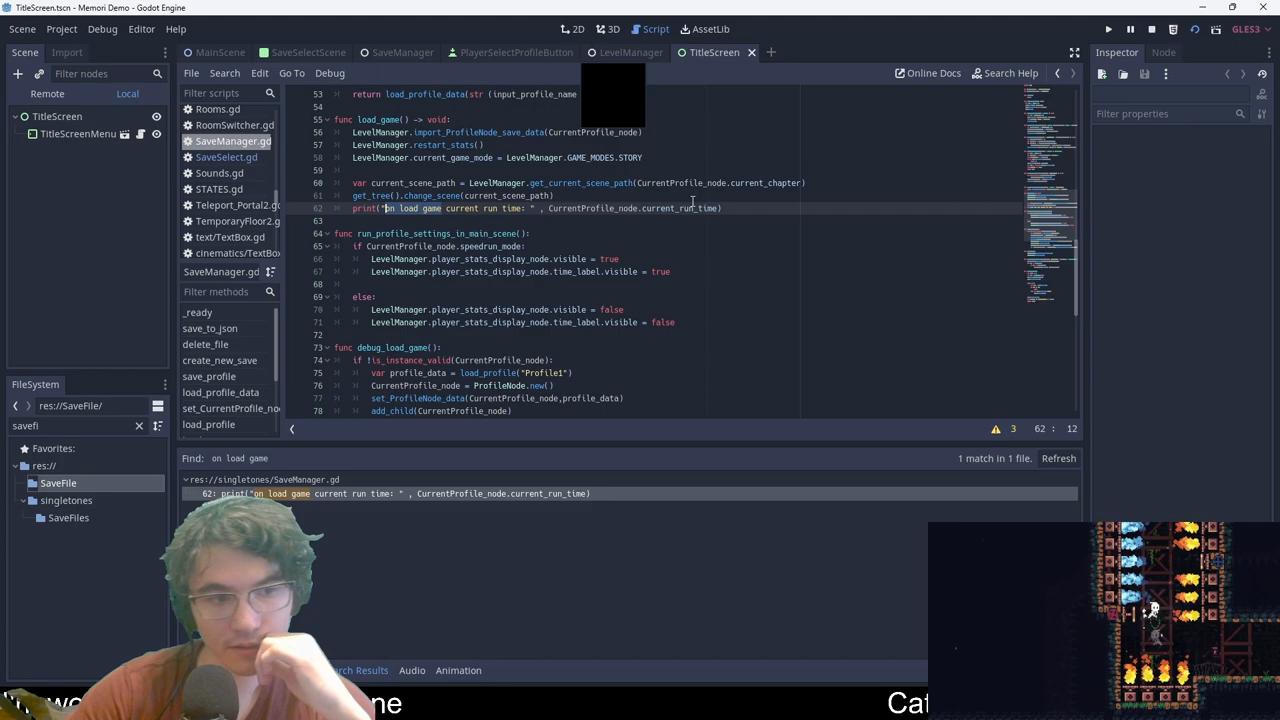 TitleScreen.tscn - Memori Demo - Godot Engine
Scene Project Debug Editor Help
2D 3D Script AssetLib
GLES3
Scene Import
MainScene SaveSelectScene SaveManager PlayerSelectProfileButton LevelManager TitleScreen
Inspector Node
Filter nodes
File Search Edit Go To Debug
Online Docs Search Help
Remote Local
Filter scripts
Filter properties
TitleScreen
TitleScreenMenu
Rooms.gd
RoomSwitcher.gd
SaveManager.gd
SaveSelect.gd
Sounds.gd
STATES.gd
Teleport_Portal2.gd
TemporaryFloor2.gd
text/TextBox.gd
cinematics/TextBo
SaveManager.gd
Filter methods
_ready
save_to_json
delete_file
create_new_save
save_profile
load_profile_data
set_CurrentProfile_no
load_profile
53 return load_profile_data(str (input_profile_name
54
55 func load_game() -> void:
56 LevelManager.import_ProfileNode_save_data(CurrentProfile_node)
57 LevelManager.restart_stats()
58 LevelManager.current_game_mode = LevelManager.GAME_MODES.STORY
60 var current_scene_path = LevelManager.get_current_scene_path(CurrentProfile_node.current_chapter)
61 get_tree().change_scene(current_scene_path)
62 print("on load game current run time: " , CurrentProfile_node.current_run_time)
63
64 func run_profile_settings_in_main_scene():
65 if CurrentProfile_node.speedrun_mode:
66 LevelManager.player_stats_display_node.visible = true
67 LevelManager.player_stats_display_node.time_label.visible = true
69 else:
70 LevelManager.player_stats_display_node.visible = false
71 LevelManager.player_stats_display_node.time_label.visible = false
72
73 func debug_load_game():
74 if !is_instance_valid(CurrentProfile_node):
75 var profile_data = load_profile("Profile1")
76 CurrentProfile_node = ProfileNode.new()
77 set_ProfileNode_data(CurrentProfile_node,profile_data)
78 add_child(CurrentProfile_node)
3 62 : 12
FileSystem
res://SaveFile/
savefi
Favorites:
res://
SaveFile
singletones
SaveFiles
Find: on load game
1 match in 1 file. Refresh
res://singletones/SaveManager.gd
62: print("on load game current run time: " , CurrentProfile_node.current_run_time)
arch Results Audio Animation